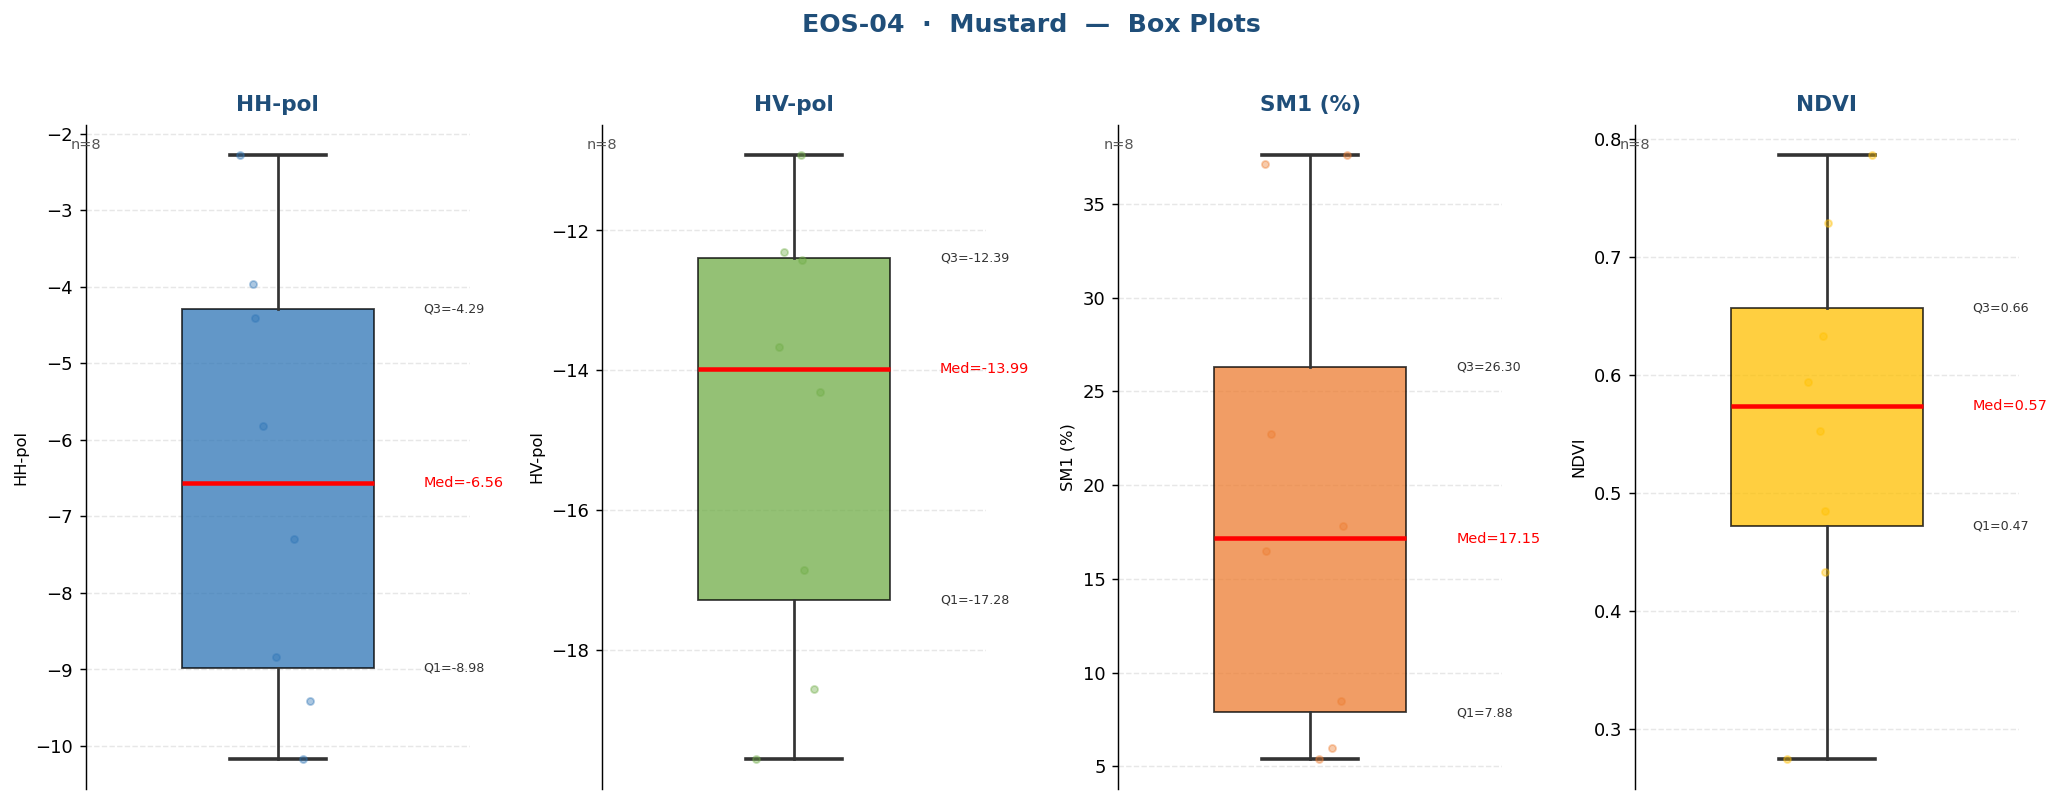 EOS-04 · Mustard — Box Plots
HH-pol
n=8
−2
−3
−4
−5
−6
−7
−8
−9
−10
HH-pol
Q3=-4.29
Med=-6.56
Q1=-8.98
HV-pol
n=8
−12
−14
−16
−18
HV-pol
Q3=-12.39
Med=-13.99
Q1=-17.28
SM1 (%)
n=8
35
30
25
20
15
10
5
SM1 (%)
Q3=26.30
Med=17.15
Q1=7.88
NDVI
n=8
0.8
0.7
0.6
0.5
0.4
0.3
NDVI
Q3=0.66
Med=0.57
Q1=0.47